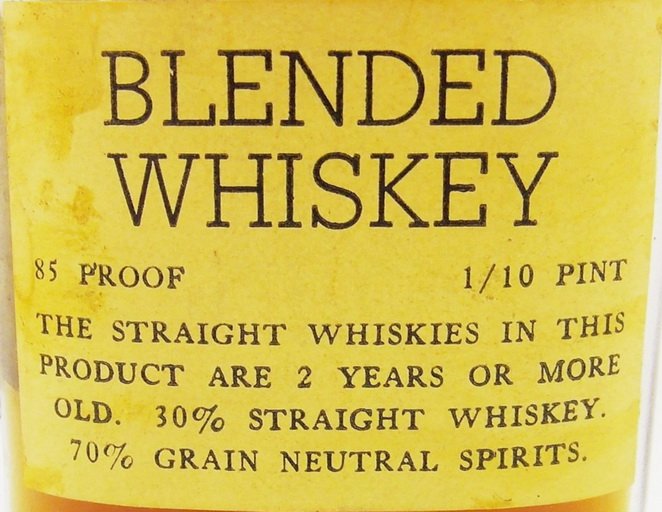 BLENDED
WHISKEY
85 PROOF 1/10 PINT
THE STRAIGHT WHISKIES IN THIS
PRODUCT ARE 2 YEARS OR MORE
OLD. 30% STRAIGHT WHISKEY.
70% GRAIN NEUTRAL SPIRITS.